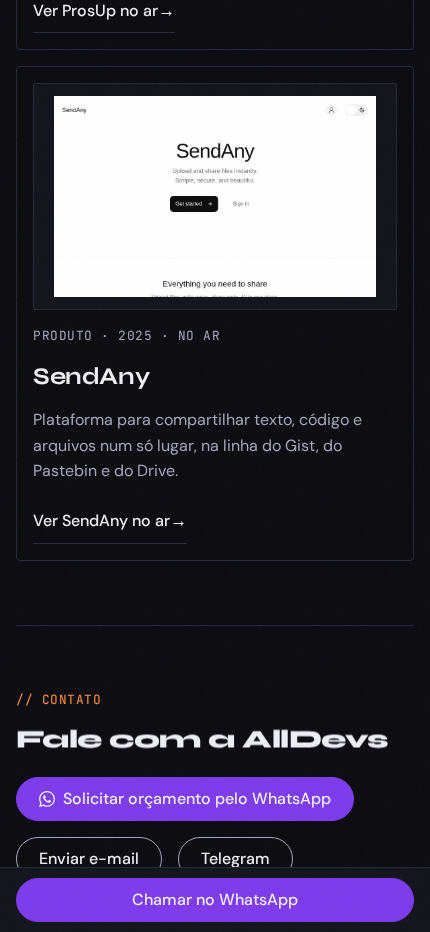 Ver ProsUp no ar→
SendAny
SendAny
Upload and share files instantly.
Simple, secure, and beautiful.
Get started → Sign in
Everything you need to share
PRODUTO · 2025 · NO AR
SendAny
Plataforma para compartilhar texto, código e
arquivos num só lugar, na linha do Gist, do
Pastebin e do Drive.
Ver SendAny no ar→
// CONTATO
Fale com a AllDevs
Solicitar orçamento pelo WhatsApp
Enviar e-mail Telegram
Chamar no WhatsApp